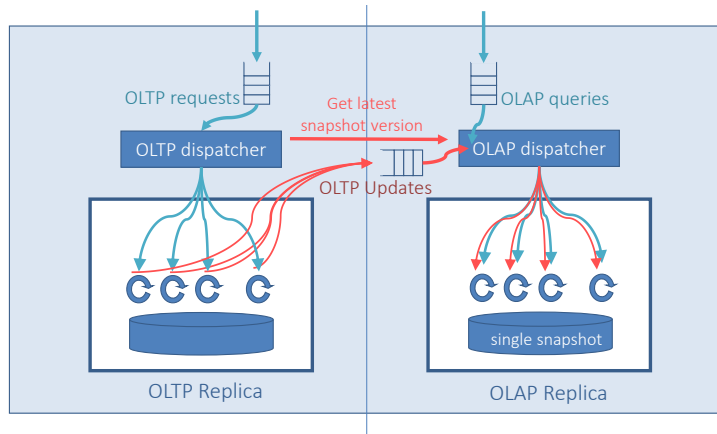 OLTP requests
OLAP queries
Get latest
snapshot version
OLTP dispatcher
OLAP dispatcher
OLTP Updates
single snapshot
OLTP Replica
OLAP Replica